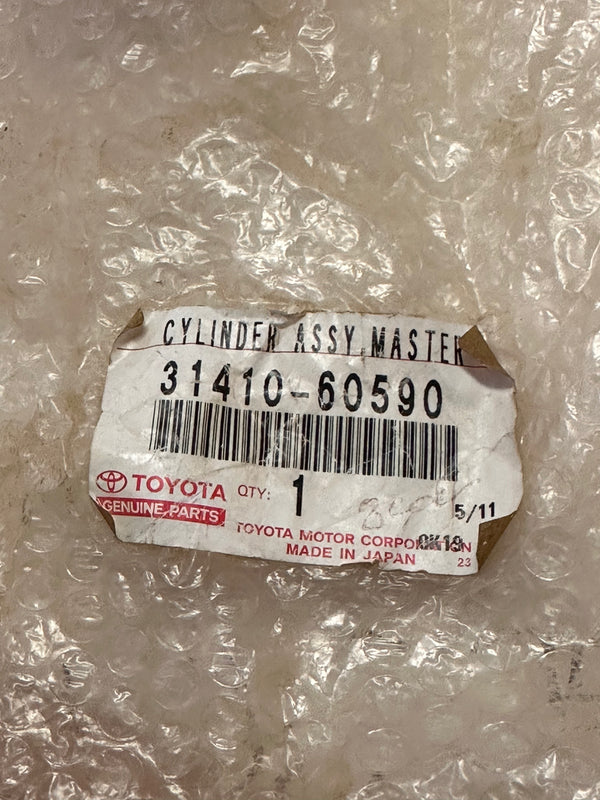 CYLINDER ASSY,MASTER
31410-60590
TOYOTA
GENUINE PARTS
QTY: 1
5/11
TOYOTA MOTOR CORPORATION
0K19
MADE IN JAPAN
23